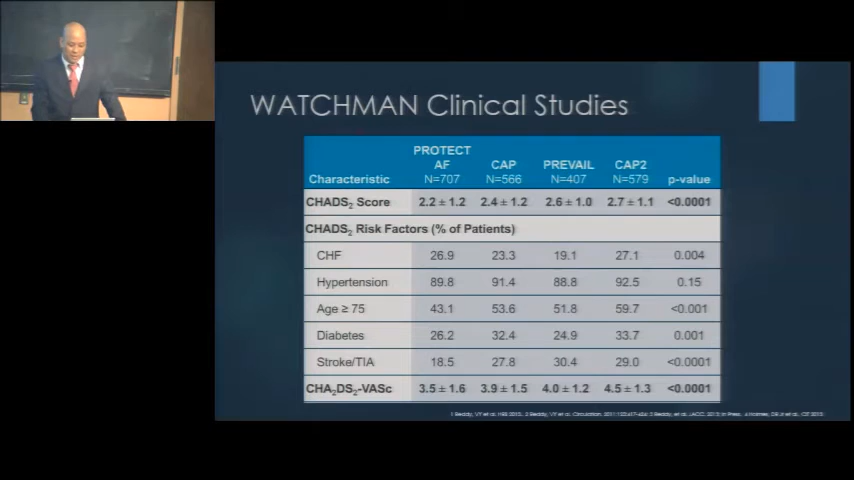 WATCHMAN Clinical Studies
PROTECT
AF CAP PREVAIL CAP2
Characteristic N=707 N=566 N=407 N=579 p-value
CHADS₂ Score 2.2 ± 1.2 2.4 ± 1.2 2.6 ± 1.0 2.7 ± 1.1 <0.0001
CHADS₂ Risk Factors (% of Patients)
CHF 26.9 23.3 19.1 27.1 0.004
Hypertension 89.8 91.4 88.8 92.5 0.15
Age ≥ 75 43.1 53.6 51.8 59.7 <0.001
Diabetes 26.2 32.4 24.9 33.7 0.001
Stroke/TIA 18.5 27.8 30.4 29.0 <0.0001
CHA₂DS₂-VASc 3.5 ± 1.6 3.9 ± 1.5 4.0 ± 1.2 4.5 ± 1.3 <0.0001